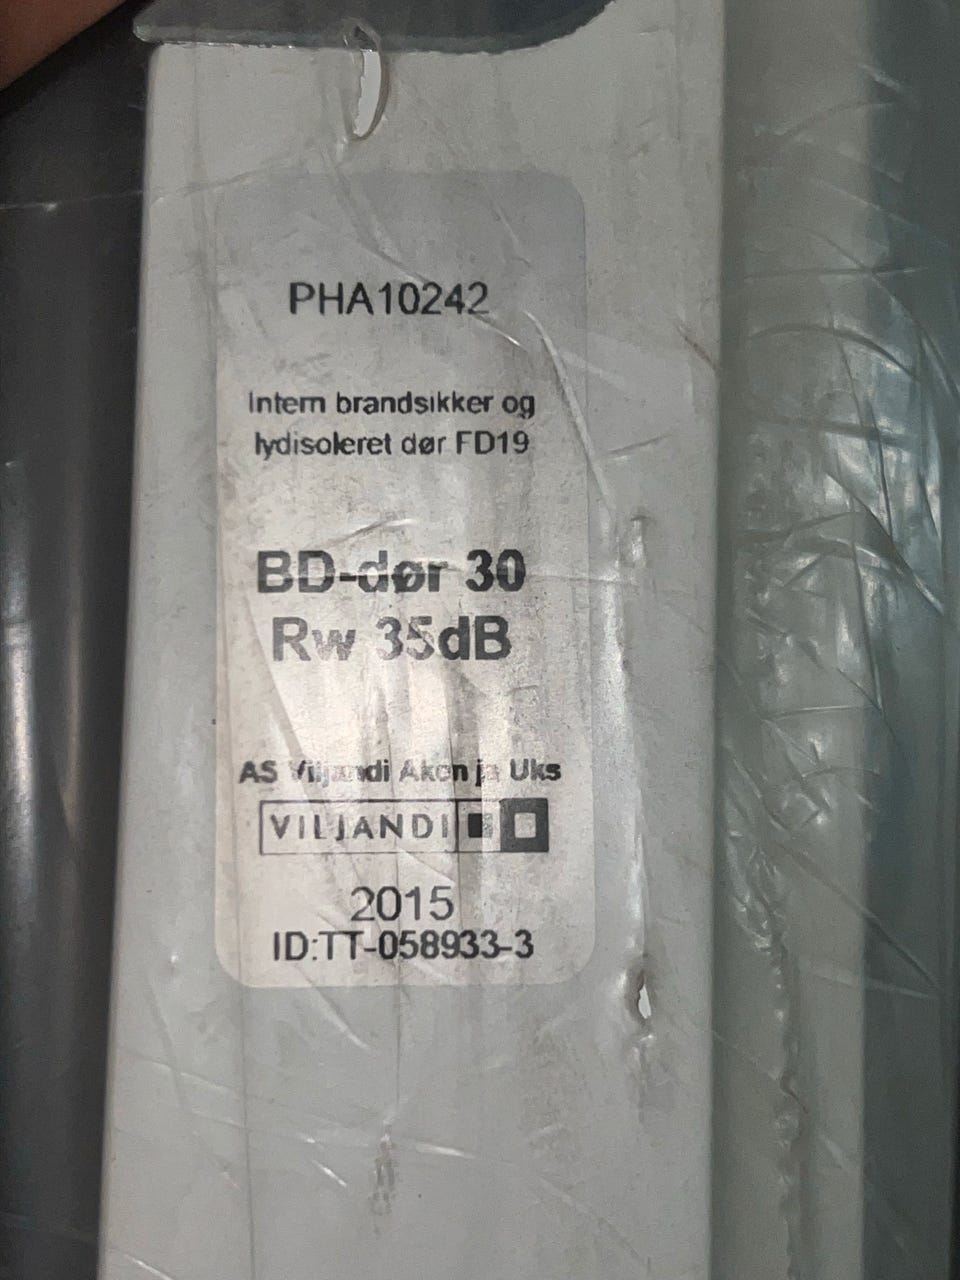 PHA10242
Intern brandsikker og
lydisoleret dør FD19
BD-dør 30
Rw 35dB
AS Viljandi Aken ja Uks
VILJANDI
2015
ID:TT-058933-3